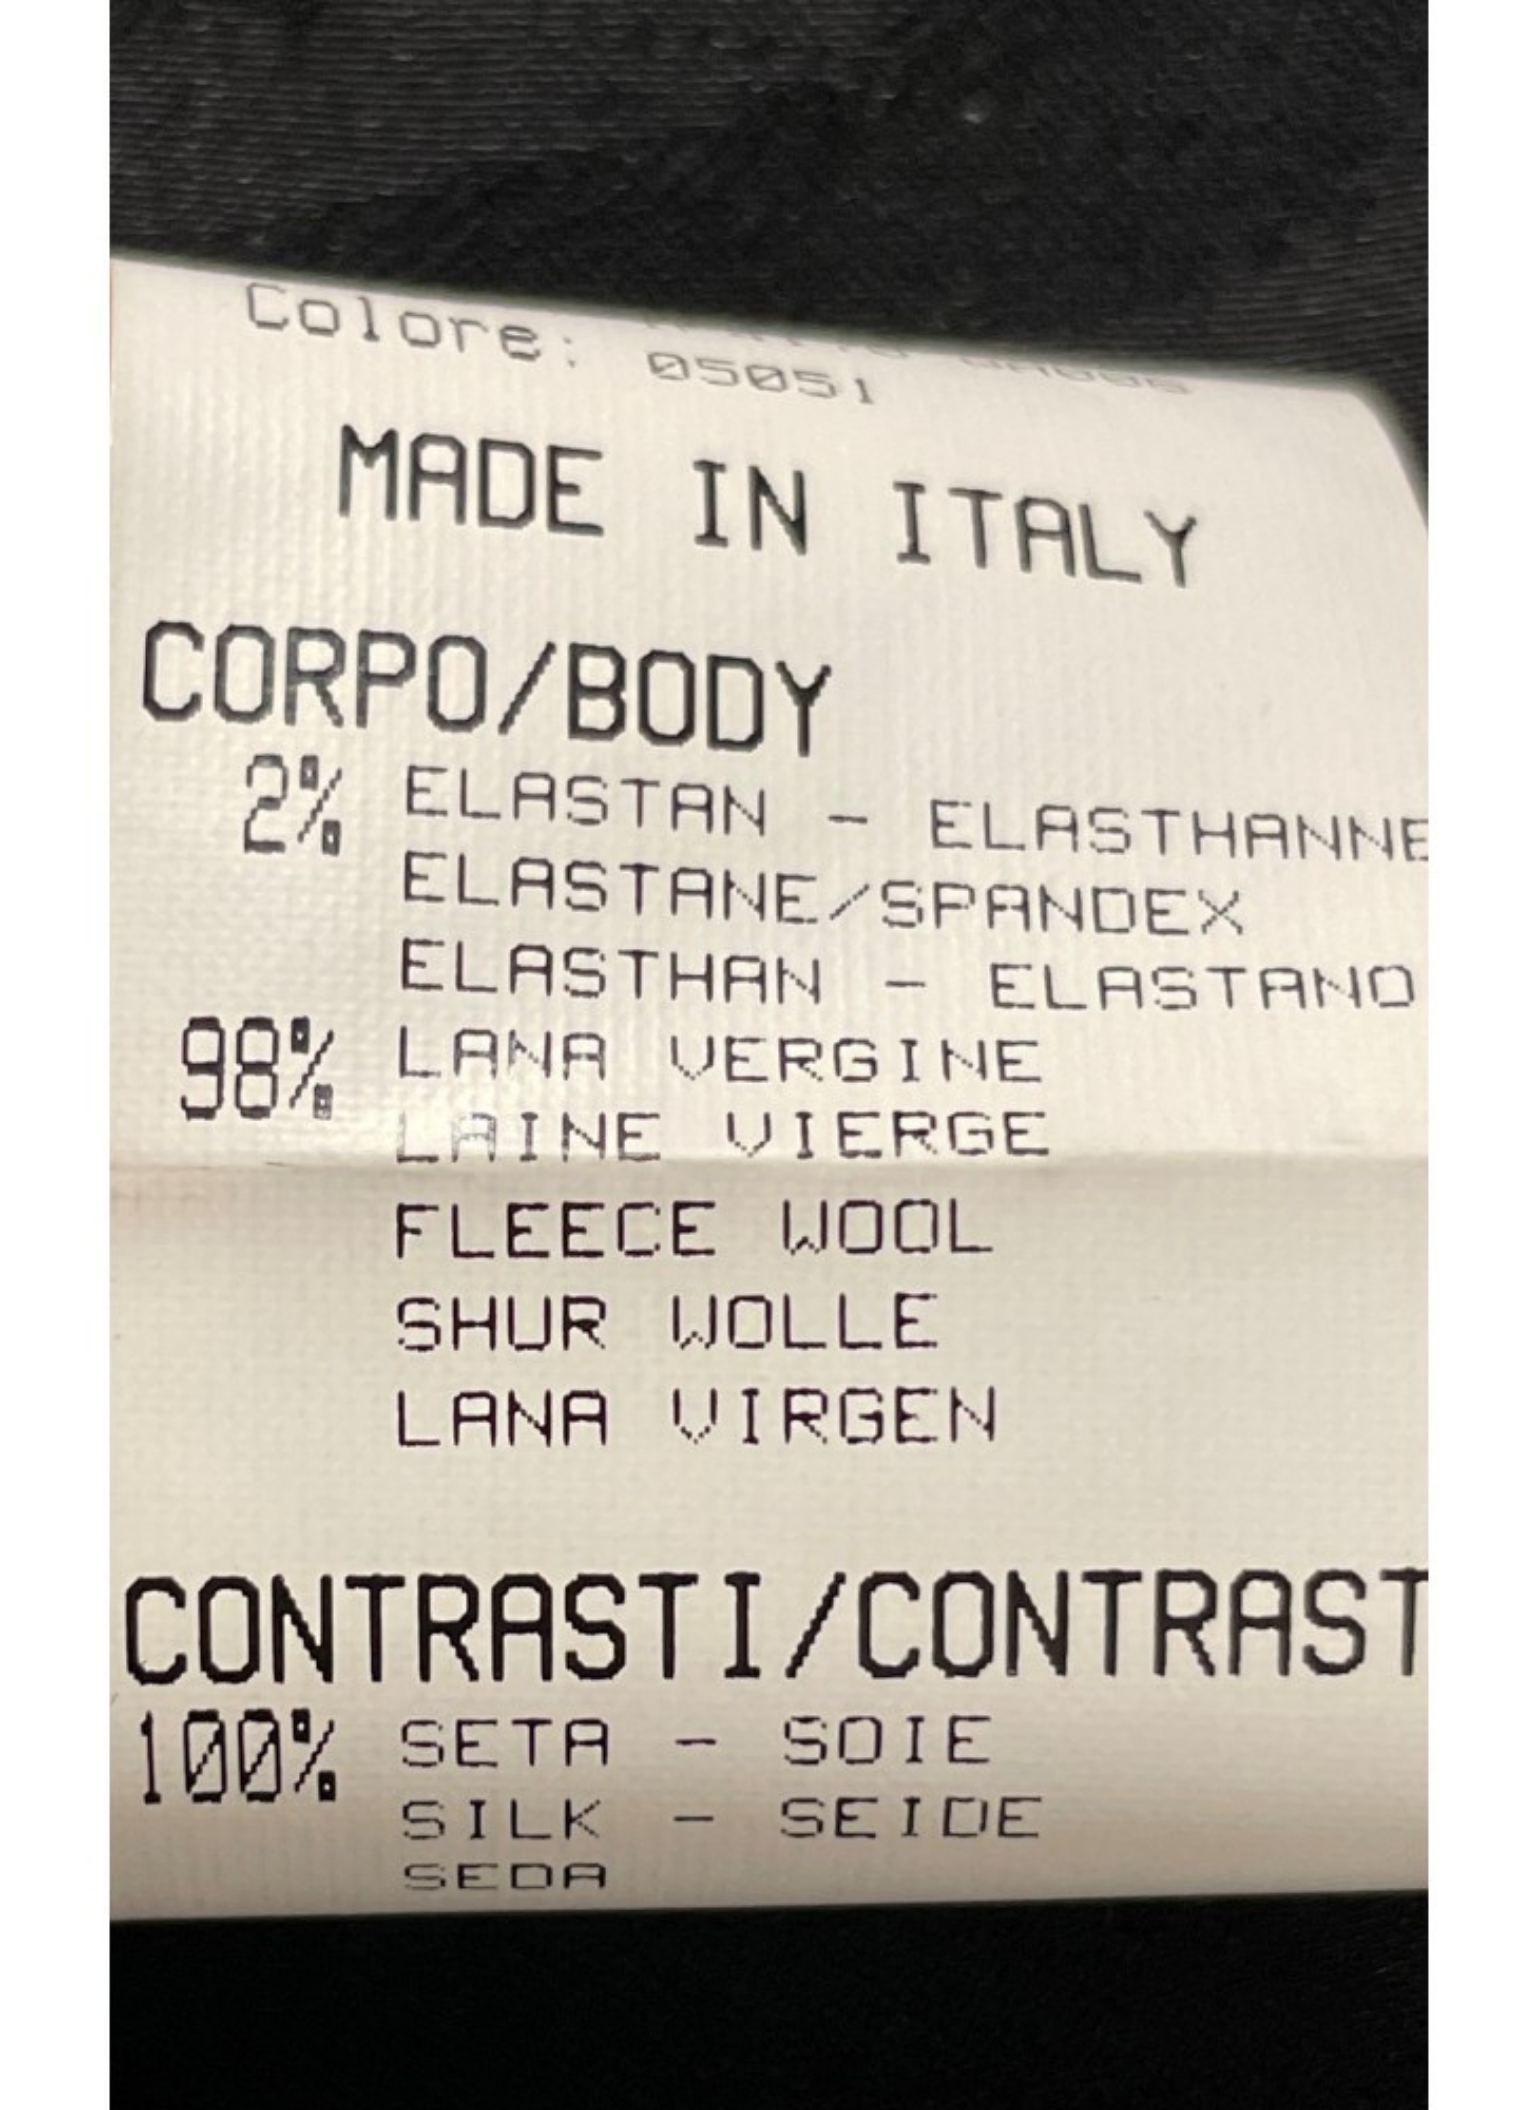 Colore:
05051
MADE IN ITALY
CORPO/BODY
2% ELASTAN - ELASTHANNE
ELASTANE/SPANDEX
ELASTHAN - ELASTANO
98% LANA VERGINE
LAINE VIERGE
FLEECE WOOL
SHUR WOLLE
LANA VIRGEN
CONTRASTI/CONTRAST
100% SETA - SOIE
SILK - SEIDE
SEDA